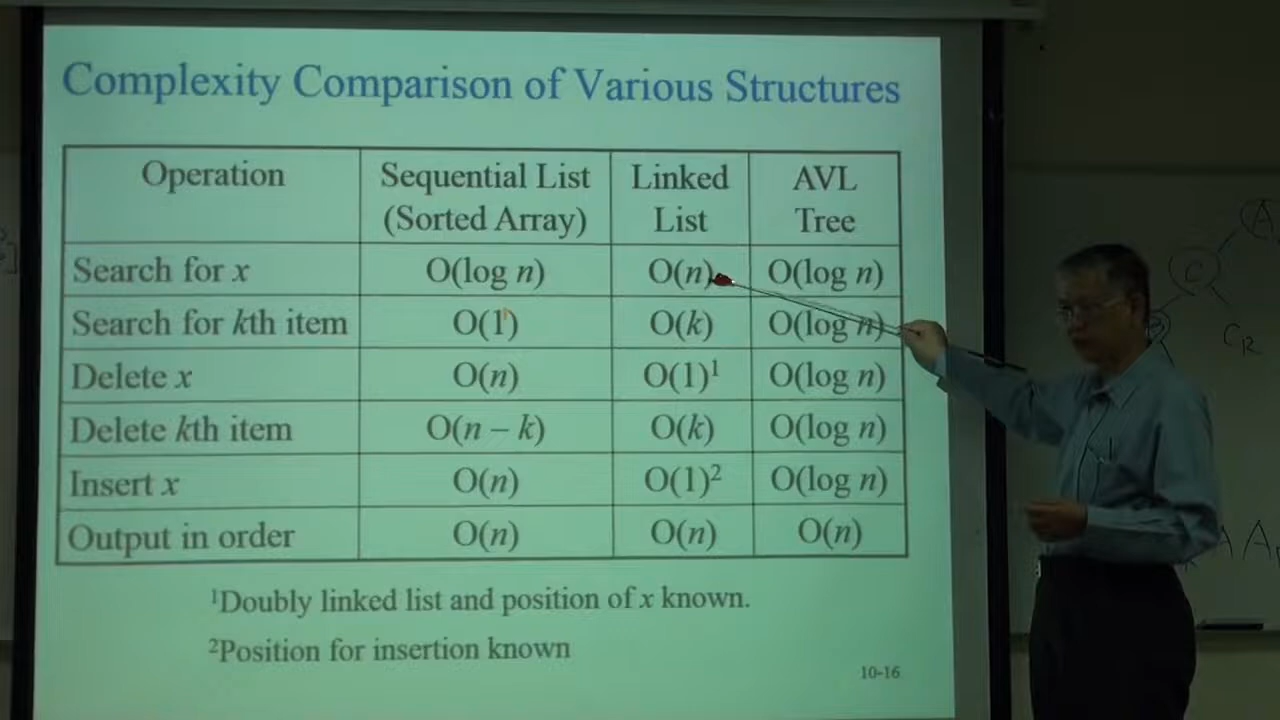 Complexity Comparison of Various Structures
Operation Sequential List (Sorted Array) Linked List AVL Tree
Search for x O(log n) O(n) O(log n)
Search for kth item O(1) O(k) O(log n)
Delete x O(n) O(1)¹ O(log n)
Delete kth item O(n – k) O(k) O(log n)
Insert x O(n) O(1)² O(log n)
Output in order O(n) O(n) O(n)
¹Doubly linked list and position of x known.
²Position for insertion known
10-16
A
C
B
CR